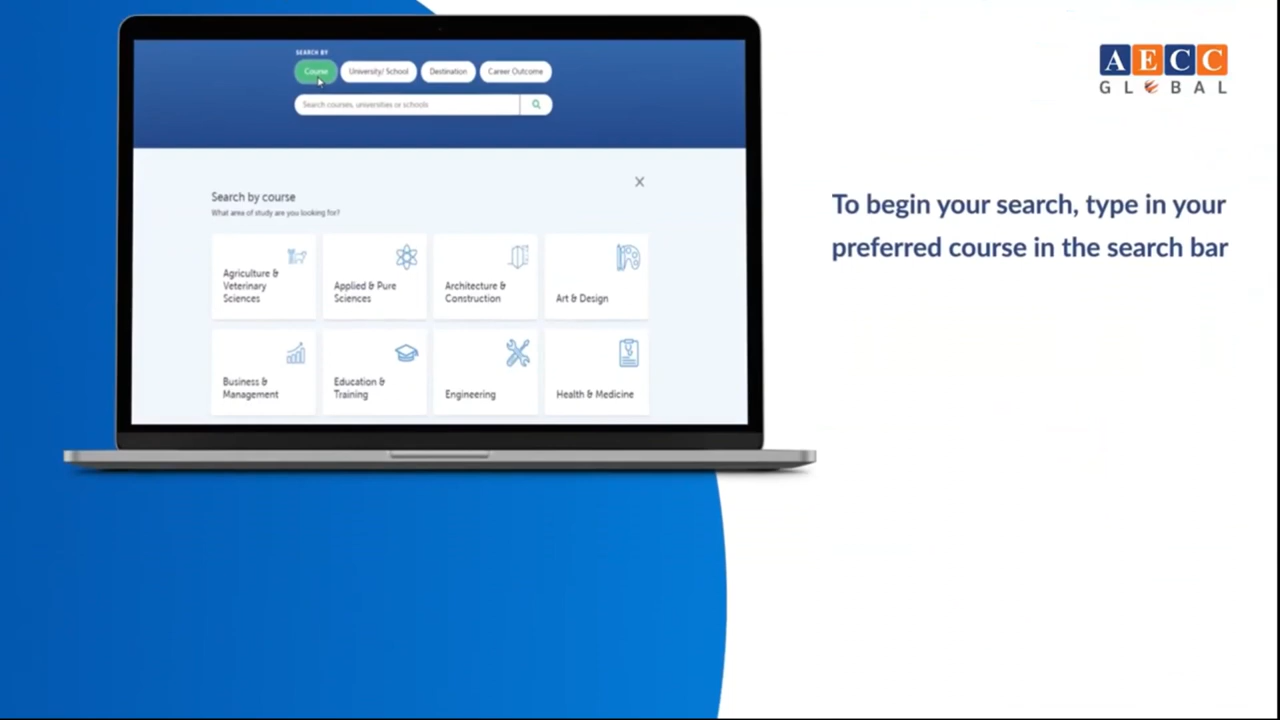 SEARCH BY
Course
University/ School
Destination
Career Outcome
Search courses, universities or schools
Search by course
What area of study are you looking for?
Agriculture &
Veterinary
Sciences
Applied & Pure
Sciences
Architecture &
Construction
Art & Design
Business &
Management
Education &
Training
Engineering
Health & Medicine
AECC
GLOBAL
To begin your search, type in your
preferred course in the search bar